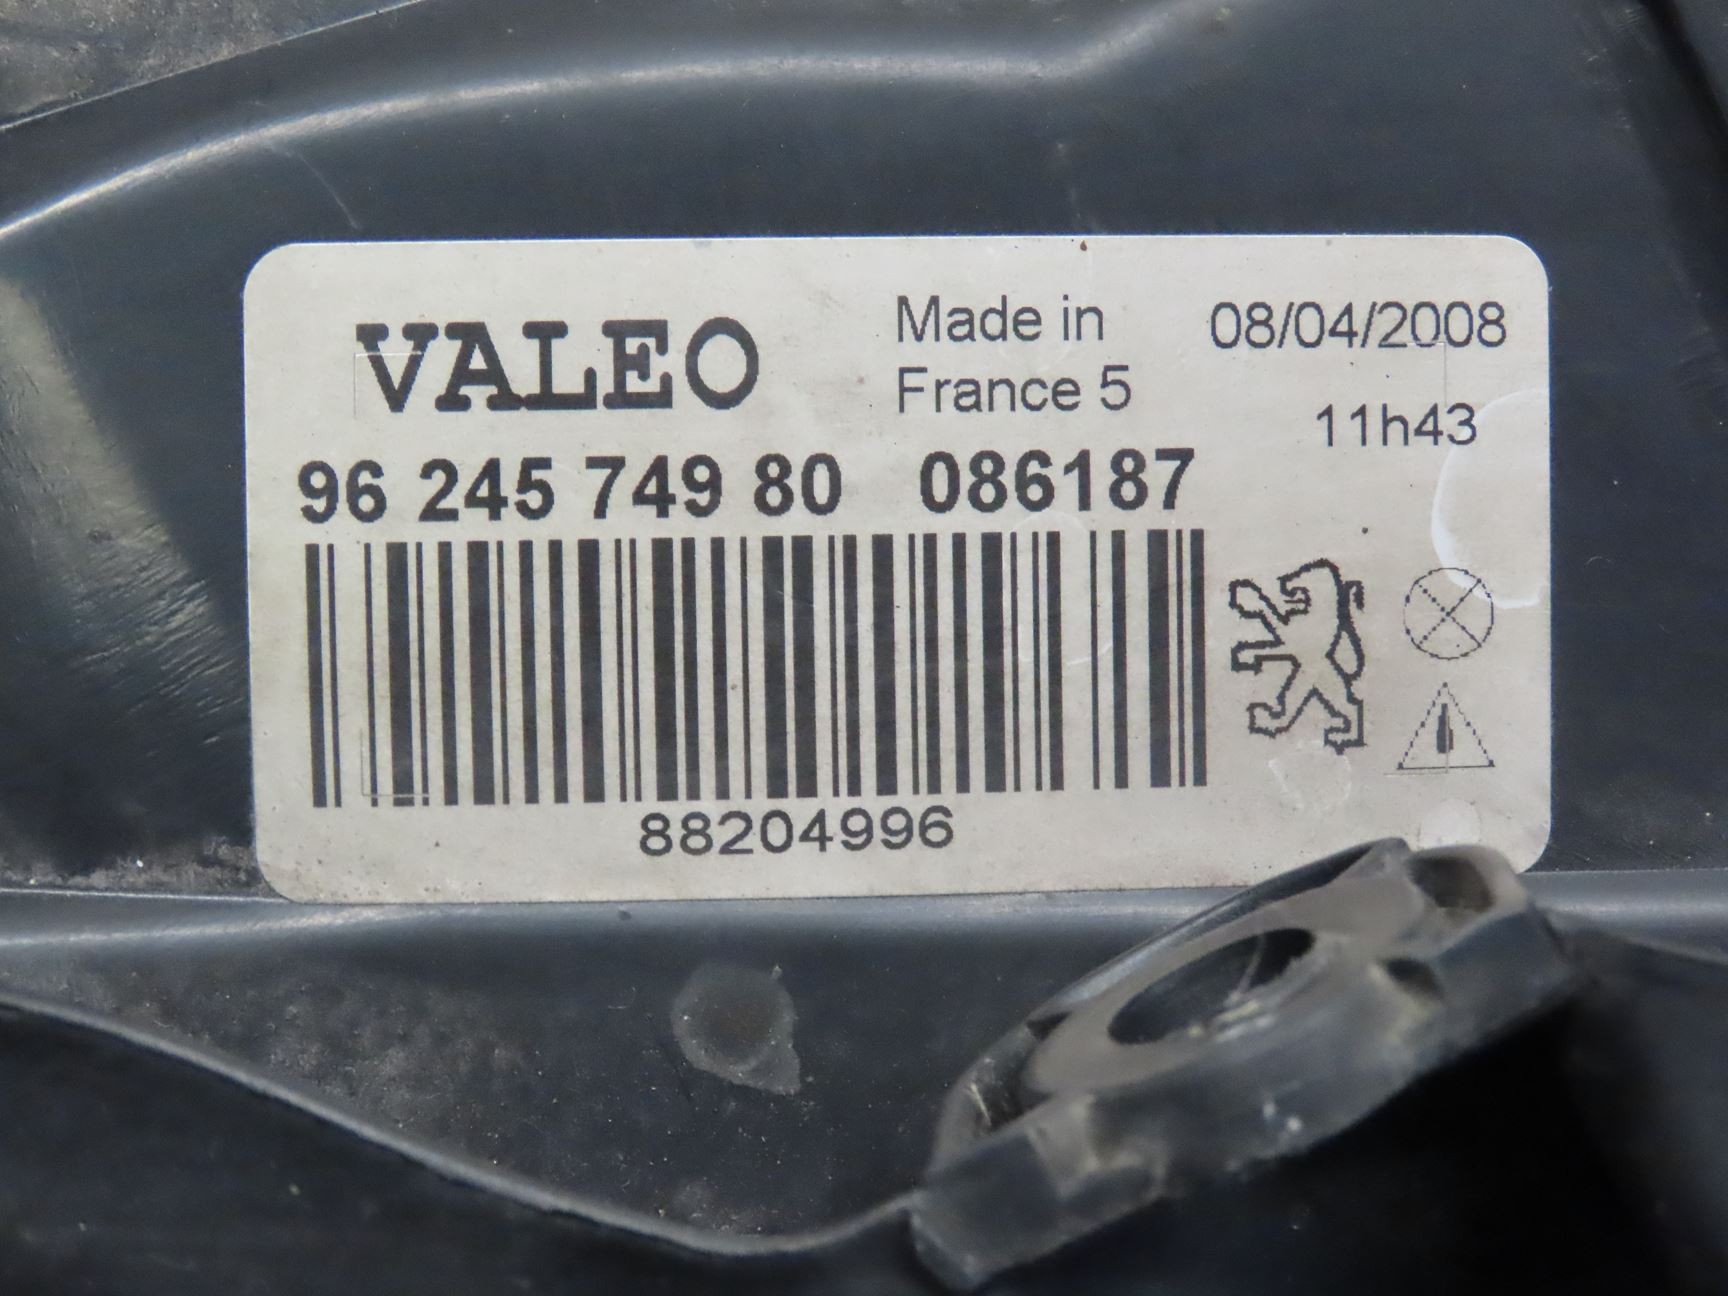 VALEO
Made in
France 5
08/04/2008
11h43
96 245 749 80 086187
88204996